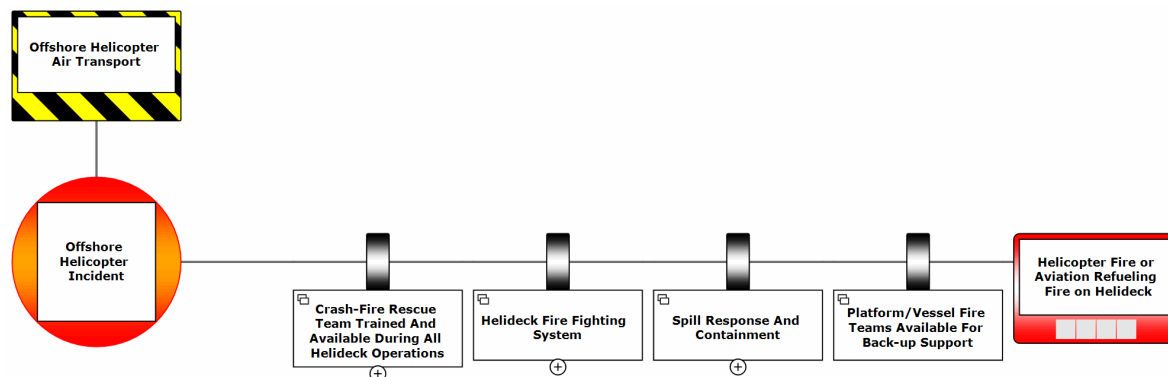 Offshore Helicopter
Air Transport
Offshore
Helicopter
Incident
Crash-Fire Rescue
Team Trained And
Available During All
Helideck Operations
Helideck Fire Fighting
System
Spill Response And
Containment
Platform/Vessel Fire
Teams Available For
Back-up Support
Helicopter Fire or
Aviation Refueling
Fire on Helideck